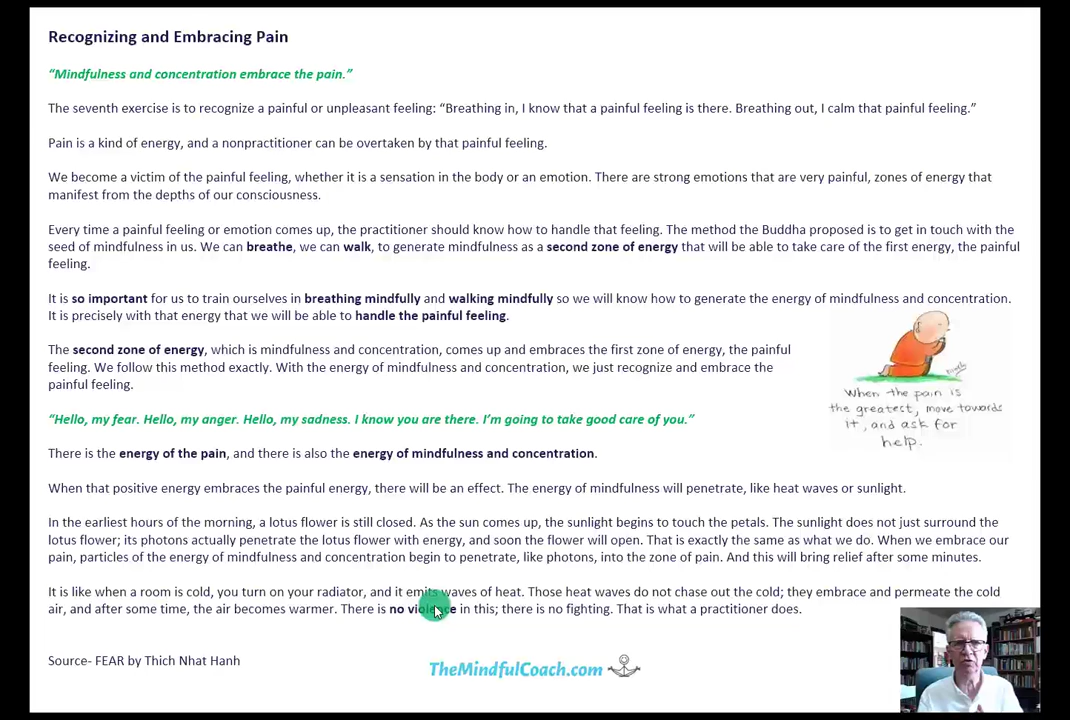 Recognizing and Embracing Pain
“Mindfulness and concentration embrace the pain.”
The seventh exercise is to recognize a painful or unpleasant feeling: “Breathing in, I know that a painful feeling is there. Breathing out, I calm that painful feeling.”
Pain is a kind of energy, and a nonpractitioner can be overtaken by that painful feeling.
We become a victim of the painful feeling, whether it is a sensation in the body or an emotion. There are strong emotions that are very painful, zones of energy that
manifest from the depths of our consciousness.
Every time a painful feeling or emotion comes up, the practitioner should know how to handle that feeling. The method the Buddha proposed is to get in touch with the
seed of mindfulness in us. We can breathe, we can walk, to generate mindfulness as a second zone of energy that will be able to take care of the first energy, the painful
feeling.
It is so important for us to train ourselves in breathing mindfully and walking mindfully so we will know how to generate the energy of mindfulness and concentration.
It is precisely with that energy that we will be able to handle the painful feeling.
The second zone of energy, which is mindfulness and concentration, comes up and embraces the first zone of energy, the painful
feeling. We follow this method exactly. With the energy of mindfulness and concentration, we just recognize and embrace the
painful feeling.
When the pain is
the greatest, move towards
it, and ask for
help.
“Hello, my fear. Hello, my anger. Hello, my sadness. I know you are there. I’m going to take good care of you.”
There is the energy of the pain, and there is also the energy of mindfulness and concentration.
When that positive energy embraces the painful energy, there will be an effect. The energy of mindfulness will penetrate, like heat waves or sunlight.
In the earliest hours of the morning, a lotus flower is still closed. As the sun comes up, the sunlight begins to touch the petals. The sunlight does not just surround the
lotus flower; its photons actually penetrate the lotus flower with energy, and soon the flower will open. That is exactly the same as what we do. When we embrace our
pain, particles of the energy of mindfulness and concentration begin to penetrate, like photons, into the zone of pain. And this will bring relief after some minutes.
It is like when a room is cold, you turn on your radiator, and it emits waves of heat. Those heat waves do not chase out the cold; they embrace and permeate the cold
air, and after some time, the air becomes warmer. There is no violence in this; there is no fighting. That is what a practitioner does.
Source- FEAR by Thich Nhat Hanh
TheMindfulCoach.com